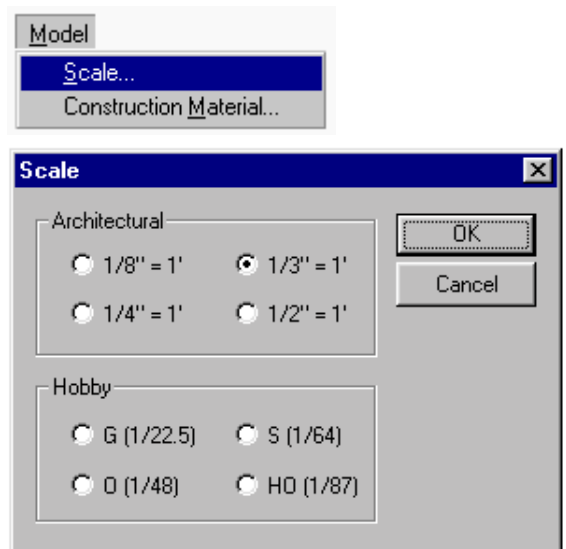 Model
Scale...
Construction Material...
Scale
Architectural
1/8" = 1'
1/3" = 1'
1/4" = 1'
1/2" = 1'
OK
Cancel
Hobby
G (1/22.5)
S (1/64)
O (1/48)
HO (1/87)